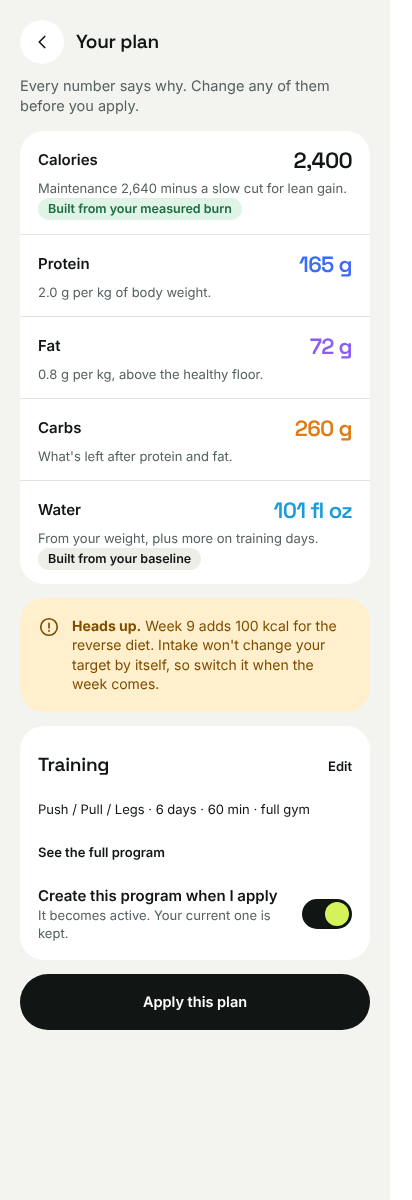 Your plan
Every number says why. Change any of them
before you apply.
Calories
2,400
Maintenance 2,640 minus a slow cut for lean gain.
Built from your measured burn
Protein
165 g
2.0 g per kg of body weight.
Fat
72 g
0.8 g per kg, above the healthy floor.
Carbs
260 g
What's left after protein and fat.
Water
101 fl oz
From your weight, plus more on training days.
Built from your baseline
Heads up. Week 9 adds 100 kcal for the
reverse diet. Intake won't change your
target by itself, so switch it when the
week comes.
Training
Edit
Push / Pull / Legs · 6 days · 60 min · full gym
See the full program
Create this program when I apply
It becomes active. Your current one is
kept.
Apply this plan